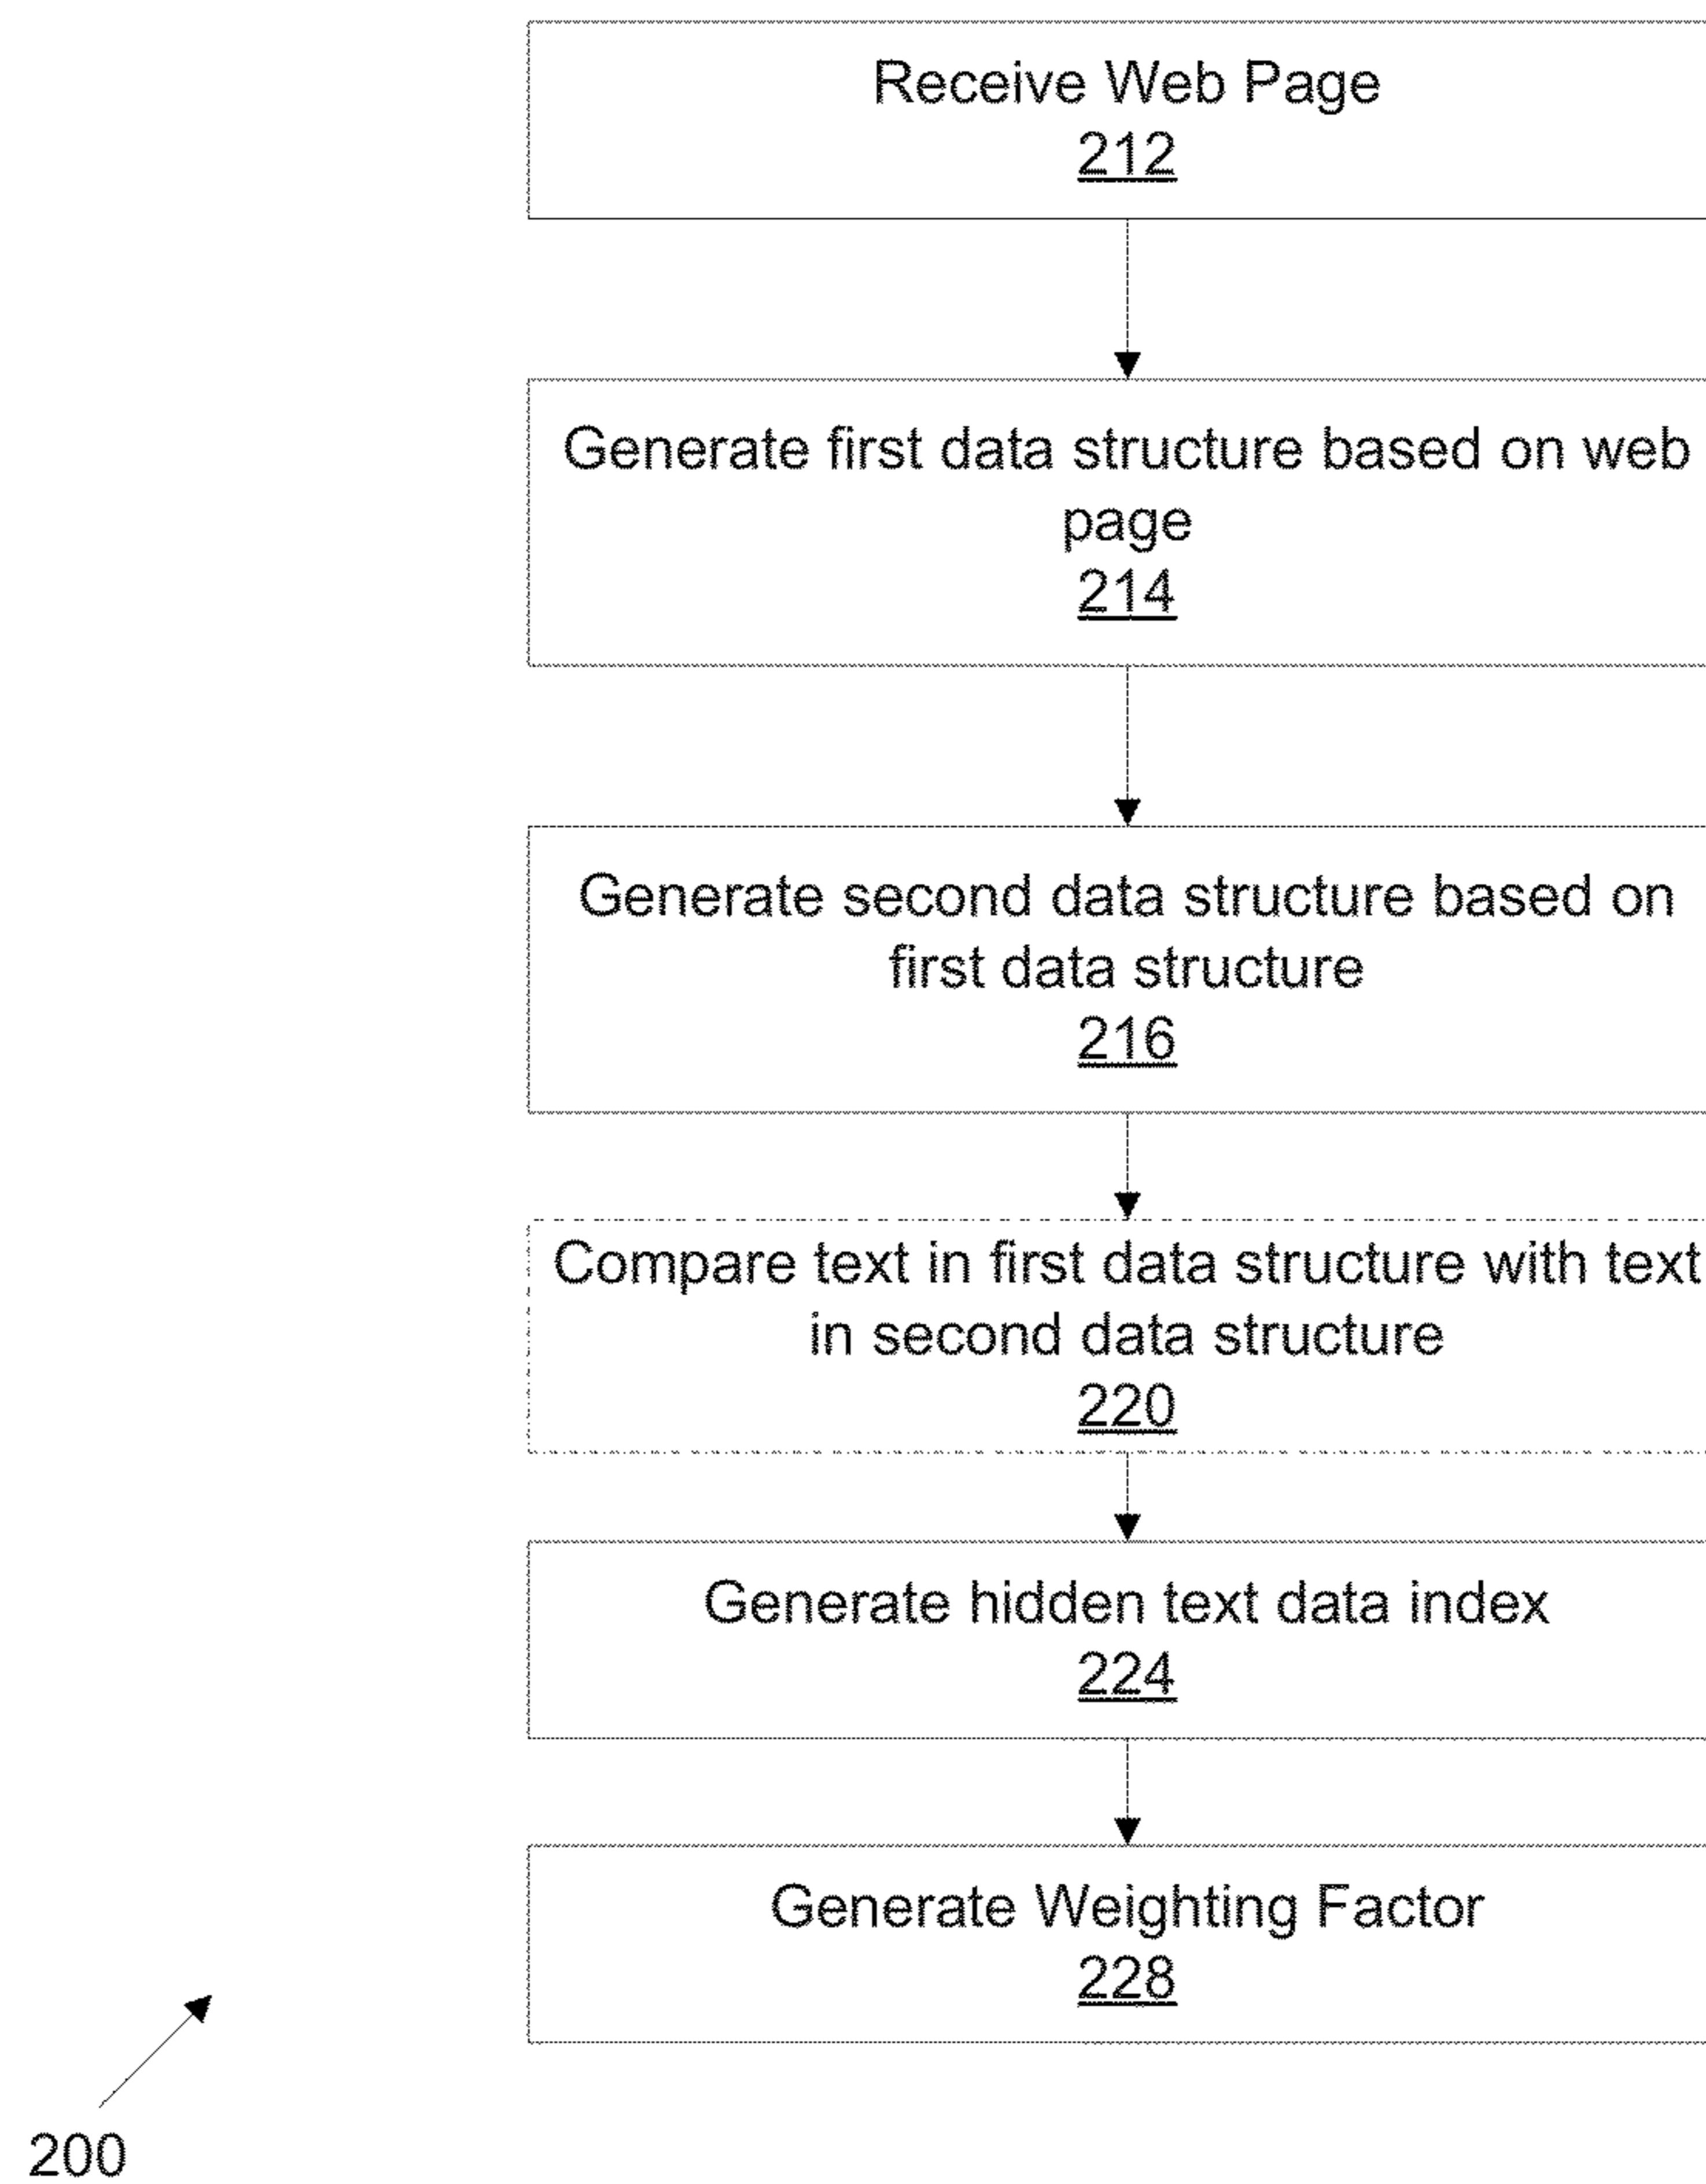 Receive Web Page
212
Generate first data structure based on web
page
214
Generate second data structure based on
first data structure
216
Compare text in first data structure with text
in second data structure
220
Generate hidden text data index
224
Generate Weighting Factor
228
200